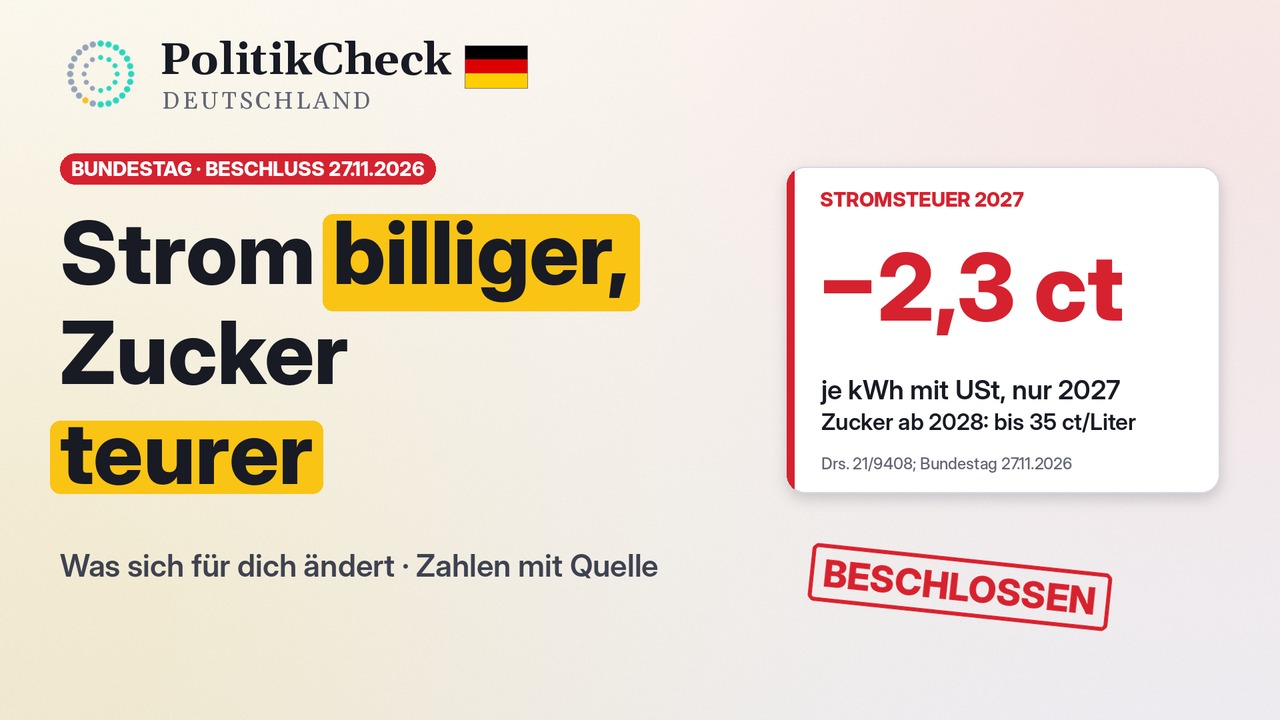 PolitikCheck
DEUTSCHLAND
BUNDESTAG · BESCHLUSS 27.11.2026
Strom billiger,
Zucker
teurer
Was sich für dich ändert · Zahlen mit Quelle
STROMSTEUER 2027
−2,3 ct
je kWh mit USt, nur 2027
Zucker ab 2028: bis 35 ct/Liter
Drs. 21/9408; Bundestag 27.11.2026
BESCHLOSSEN